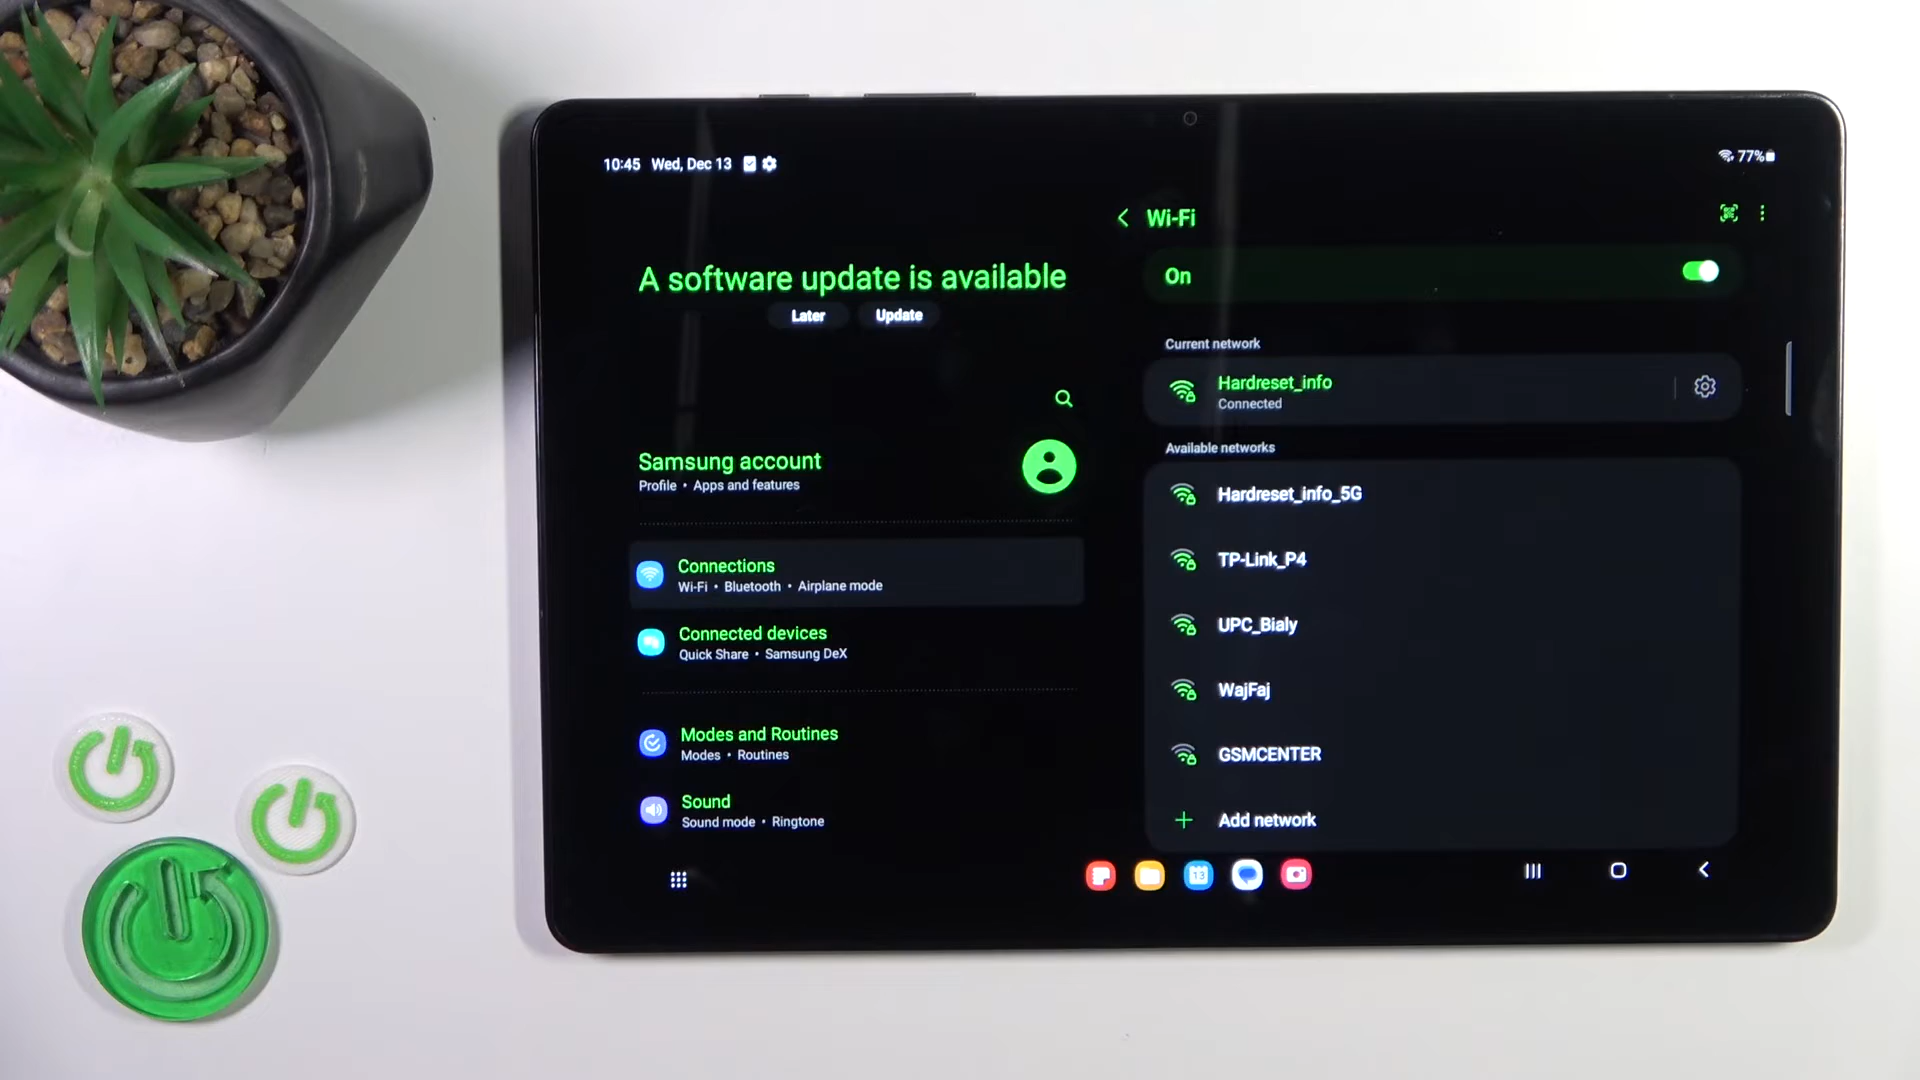 10:45 Wed, Dec 13
77%
A software update is available
Later Update
Samsung account
Profile • Apps and features
Connections
Wi-Fi • Bluetooth • Airplane mode
Connected devices
Quick Share • Samsung DeX
Modes and Routines
Modes • Routines
Sound
Sound mode • Ringtone
Wi-Fi
On
Current network
Hardreset_info
Connected
Available networks
Hardreset_info_5G
TP-Link_P4
UPC_Bialy
WajFaj
GSMCENTER
Add network
13